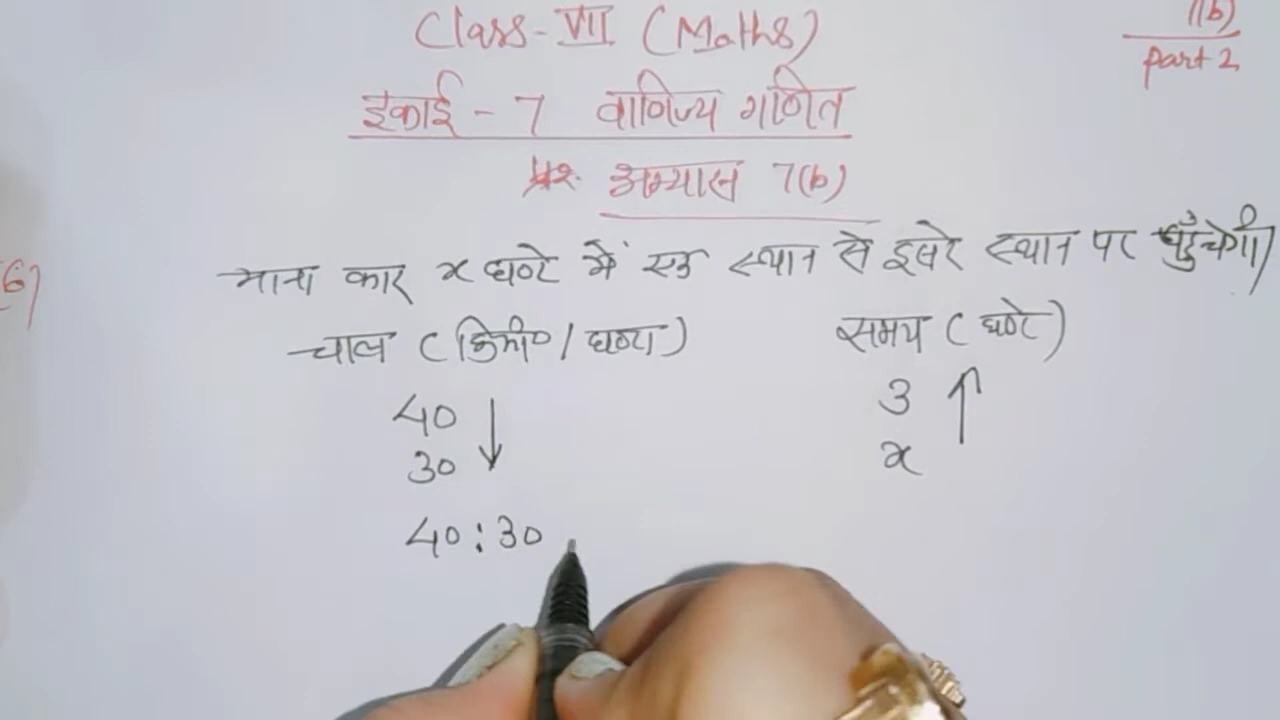 Class-VII (Maths)
7(b)
part 2
इकाई - 7 वाणिज्य गणित
अभ्यास 7(b)
6)
माना कार x घण्टे में एक स्थान से दूसरे स्थान पर पहुँचेगी
चाल (किमी०/घण्टा) समय (घण्टे)
40 ↓ 3 ↑
30 x
40:30